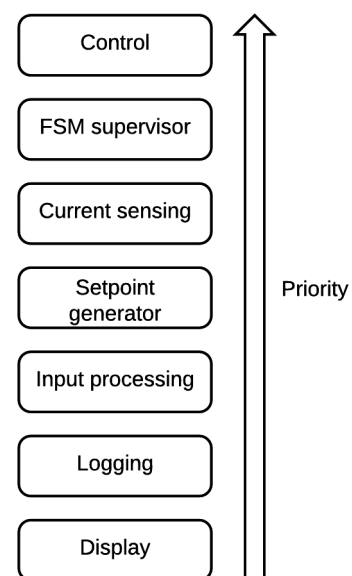 Control
FSM supervisor
Current sensing
Setpoint
generator
Priority
Input processing
Logging
Display